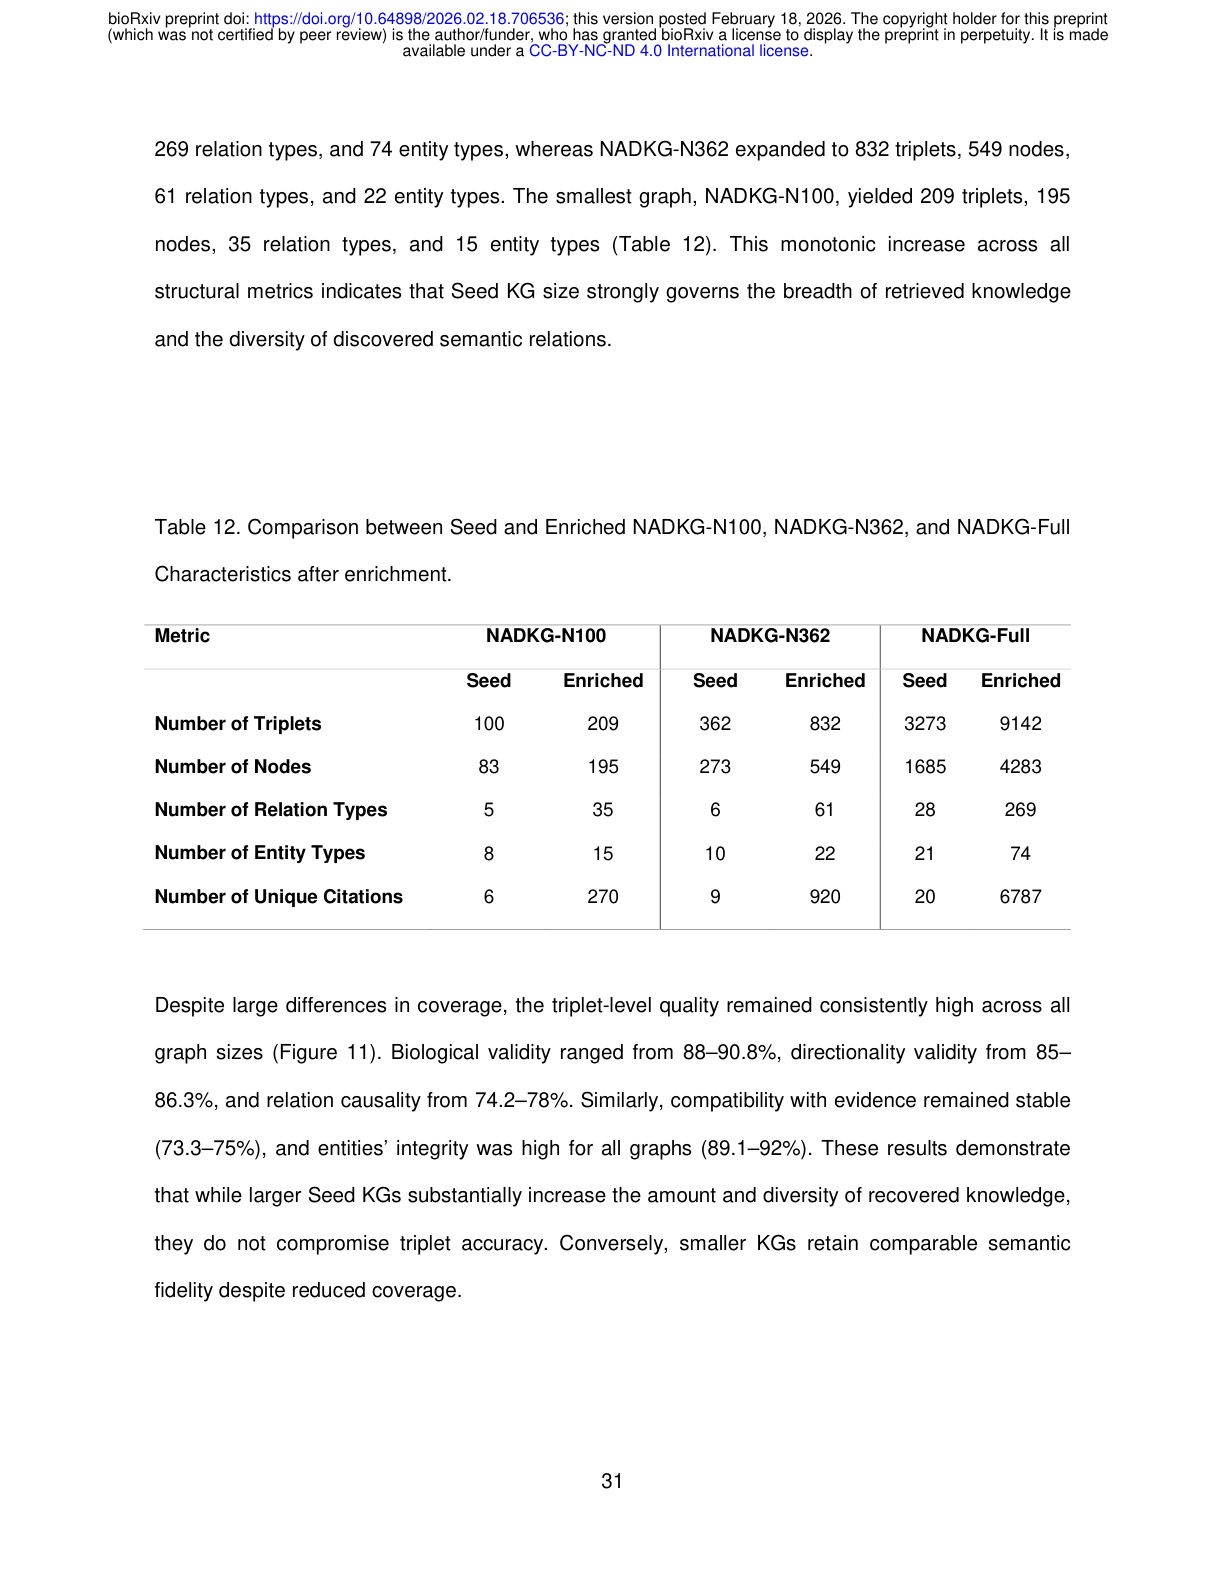 bioRxiv preprint doi: https://doi.org/10.64898/2026.02.18.706536; this version posted February 18, 2026. The copyright holder for this preprint
(which was not certified by peer review) is the author/funder, who has granted bioRxiv a license to display the preprint in perpetuity. It is made
available under a CC-BY-NC-ND 4.0 International license.
269 relation types, and 74 entity types, whereas NADKG-N362 expanded to 832 triplets, 549 nodes,
61 relation types, and 22 entity types. The smallest graph, NADKG-N100, yielded 209 triplets, 195
nodes, 35 relation types, and 15 entity types (Table 12). This monotonic increase across all
structural metrics indicates that Seed KG size strongly governs the breadth of retrieved knowledge
and the diversity of discovered semantic relations.
Table 12. Comparison between Seed and Enriched NADKG-N100, NADKG-N362, and NADKG-Full
Characteristics after enrichment.
Metric NADKG-N100 NADKG-N362 NADKG-Full
Seed Enriched Seed Enriched Seed Enriched
Number of Triplets 100 209 362 832 3273 9142
Number of Nodes 83 195 273 549 1685 4283
Number of Relation Types 5 35 6 61 28 269
Number of Entity Types 8 15 10 22 21 74
Number of Unique Citations 6 270 9 920 20 6787
Despite large differences in coverage, the triplet-level quality remained consistently high across all
graph sizes (Figure 11). Biological validity ranged from 88–90.8%, directionality validity from 85–
86.3%, and relation causality from 74.2–78%. Similarly, compatibility with evidence remained stable
(73.3–75%), and entities’ integrity was high for all graphs (89.1–92%). These results demonstrate
that while larger Seed KGs substantially increase the amount and diversity of recovered knowledge,
they do not compromise triplet accuracy. Conversely, smaller KGs retain comparable semantic
fidelity despite reduced coverage.
31